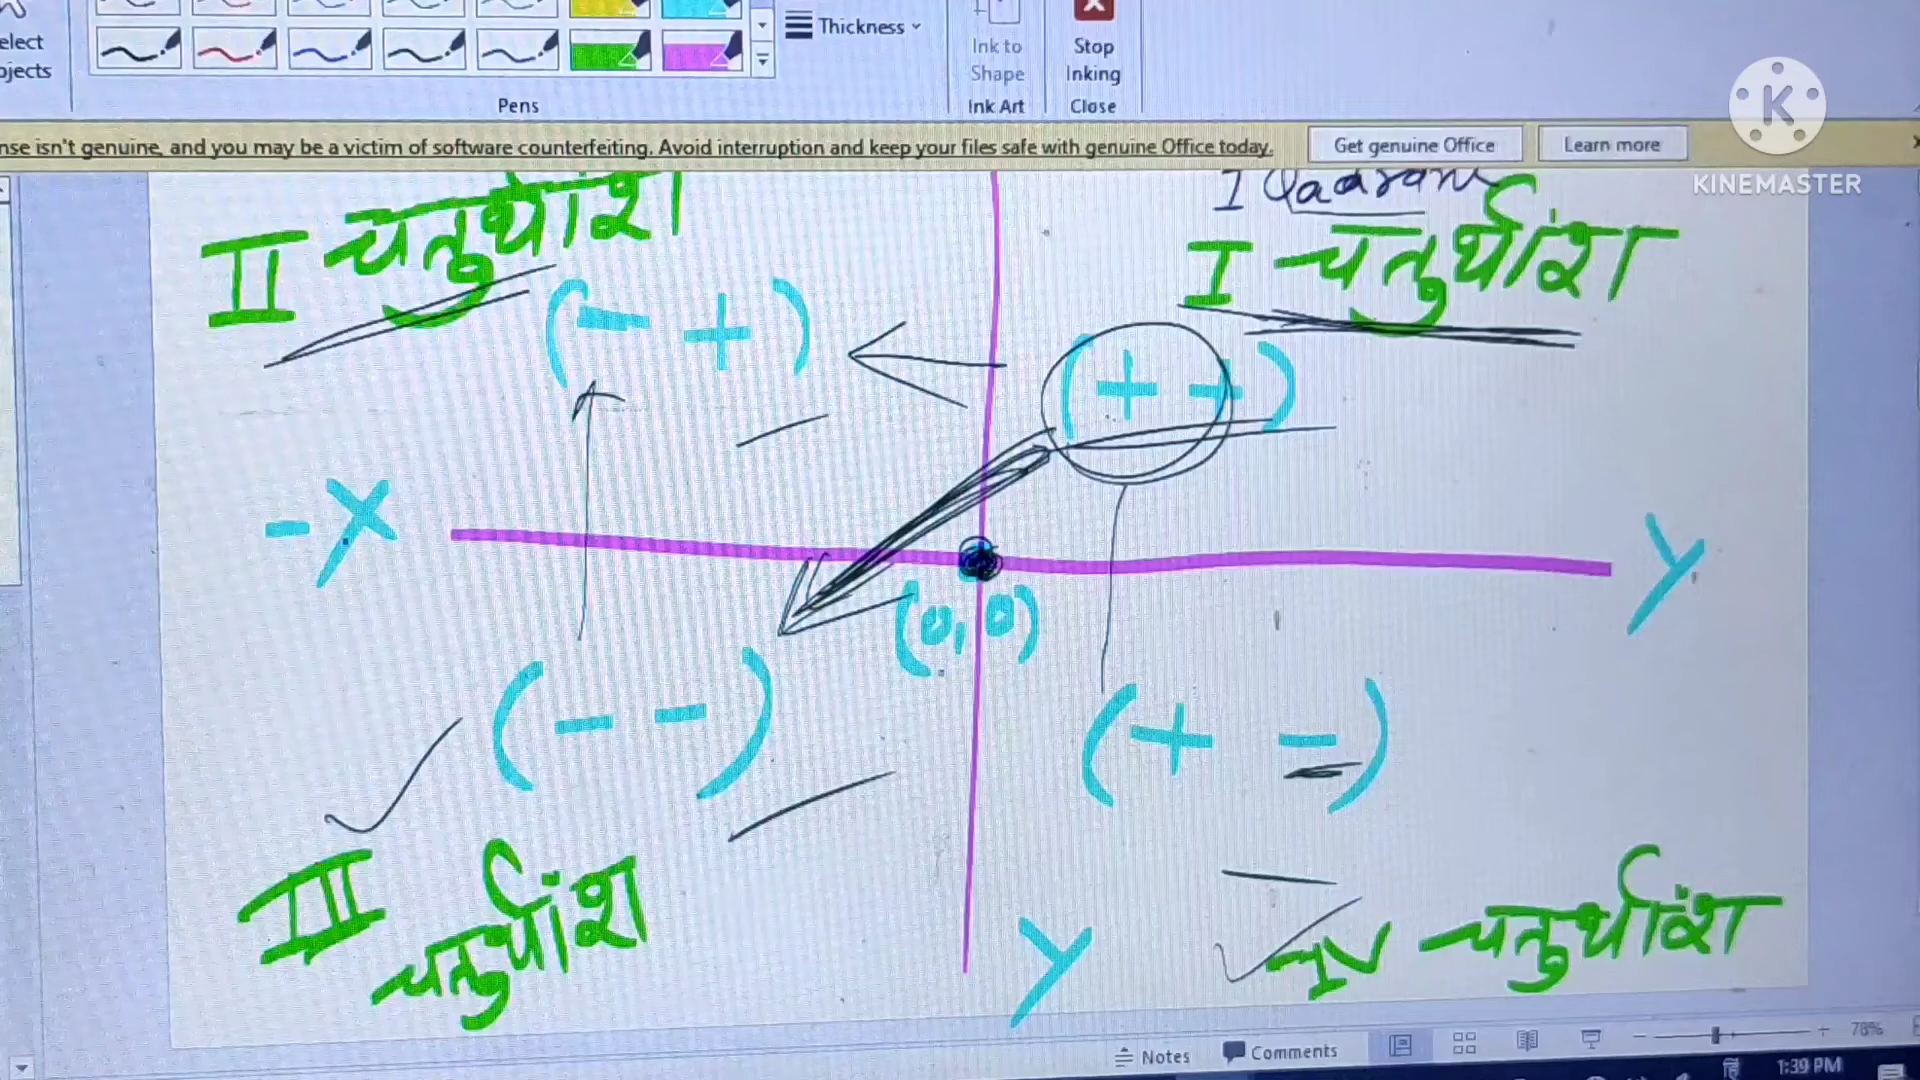 elect
Thickness
Ink to
Stop
ojects
Shape
Inking
Pens
Ink Art
Close
nse isn't genuine, and you may be a victim of software counterfeiting. Avoid interruption and keep your files safe with genuine Office today.
Get genuine Office
Learn more
K
KINEMASTER
II चतुर्थांश
I
I चतुर्थांश
(- +)
(+ +)
-X
Y
(0,0)
(- -)
(+ -)
III
चतुर्थांश
Y
IV चतुर्थांश
Notes
Comments
78%
हि
1:39 PM